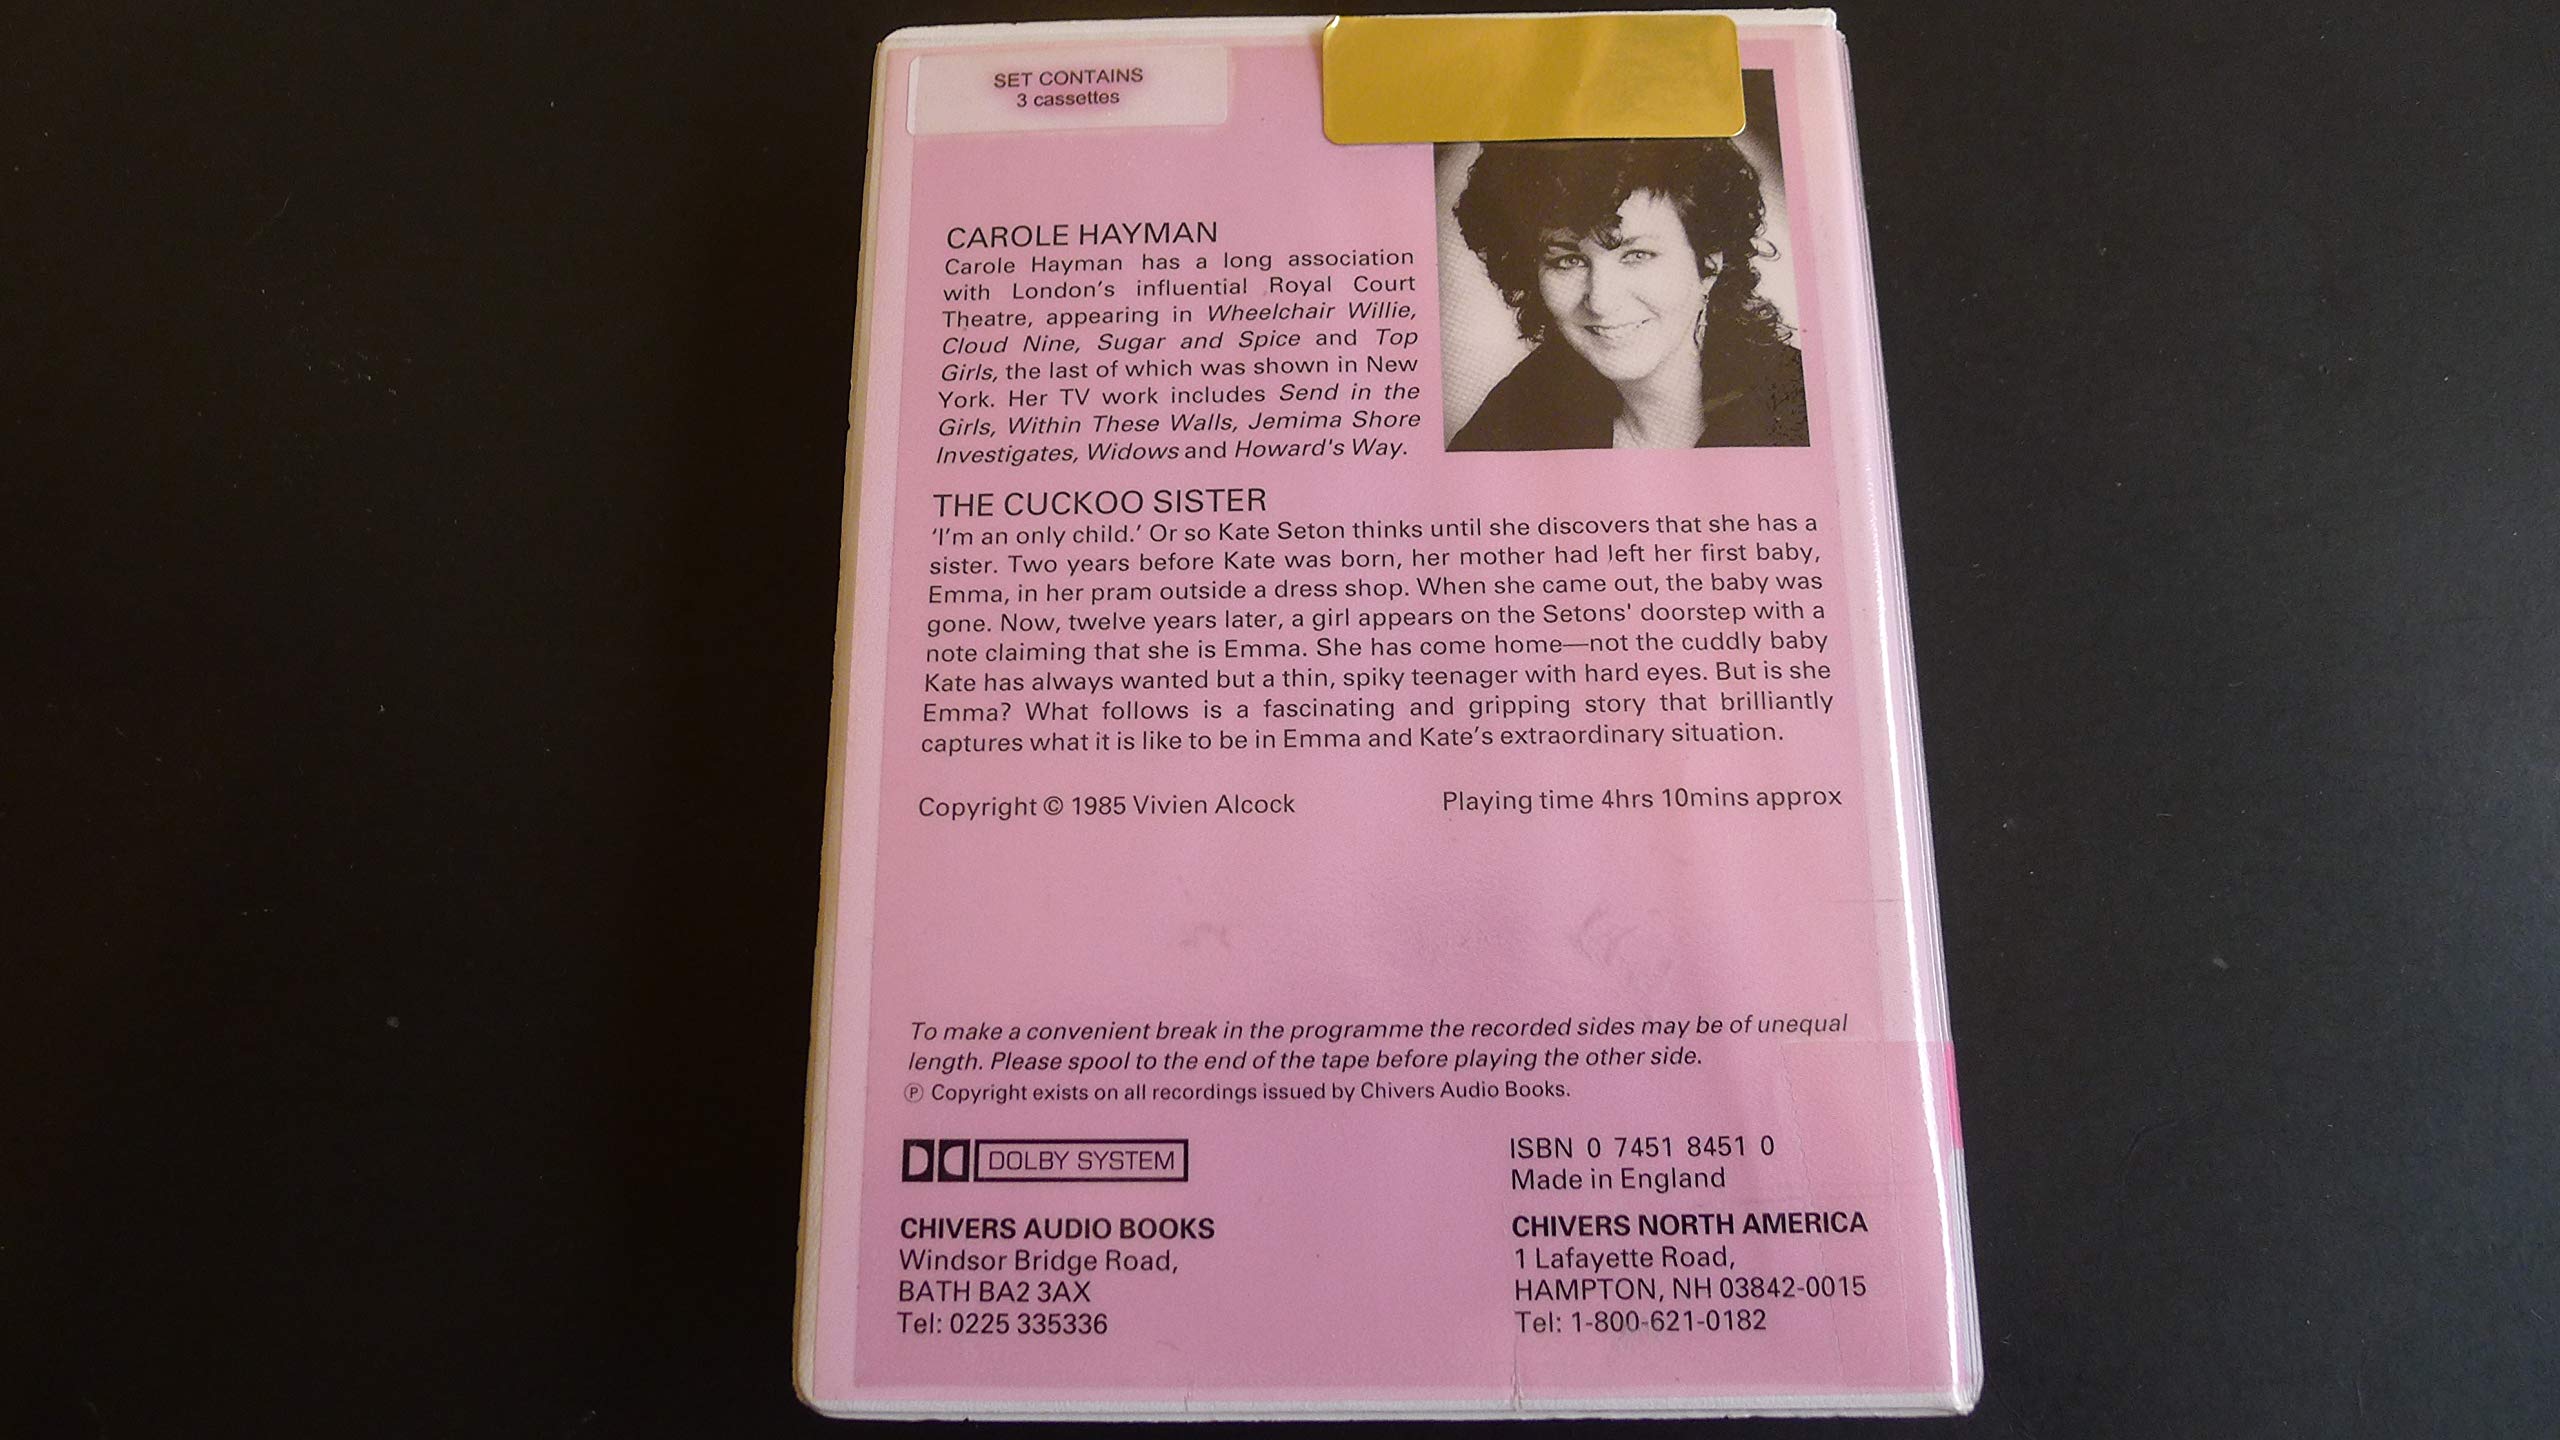 SET CONTAINS
3 cassettes
CAROLE HAYMAN
Carole Hayman has a long association
with London's influential Royal Court
Theatre, appearing in Wheelchair Willie,
Cloud Nine, Sugar and Spice and Top
Girls, the last of which was shown in New
York. Her TV work includes Send in the
Girls, Within These Walls, Jemima Shore
Investigates, Widows and Howard's Way.
THE CUCKOO SISTER
‘I'm an only child.’ Or so Kate Seton thinks until she discovers that she has a
sister. Two years before Kate was born, her mother had left her first baby,
Emma, in her pram outside a dress shop. When she came out, the baby was
gone. Now, twelve years later, a girl appears on the Setons' doorstep with a
note claiming that she is Emma. She has come home—not the cuddly baby
Kate has always wanted but a thin, spiky teenager with hard eyes. But is she
Emma? What follows is a fascinating and gripping story that brilliantly
captures what it is like to be in Emma and Kate's extraordinary situation.
Copyright © 1985 Vivien Alcock
Playing time 4hrs 10mins approx
To make a convenient break in the programme the recorded sides may be of unequal
length. Please spool to the end of the tape before playing the other side.
℗ Copyright exists on all recordings issued by Chivers Audio Books.
DOLBY SYSTEM
ISBN 0 7451 8451 0
Made in England
CHIVERS AUDIO BOOKS
Windsor Bridge Road,
BATH BA2 3AX
Tel: 0225 335336
CHIVERS NORTH AMERICA
1 Lafayette Road,
HAMPTON, NH 03842-0015
Tel: 1-800-621-0182